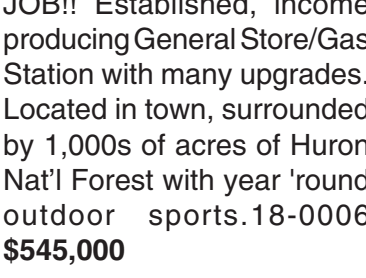 JOB!! Established, income
producing General Store/Gas
Station with many upgrades.
Located in town, surrounded
by 1,000s of acres of Huron
Nat'l Forest with year 'round
outdoor sports.18-0006
$545,000